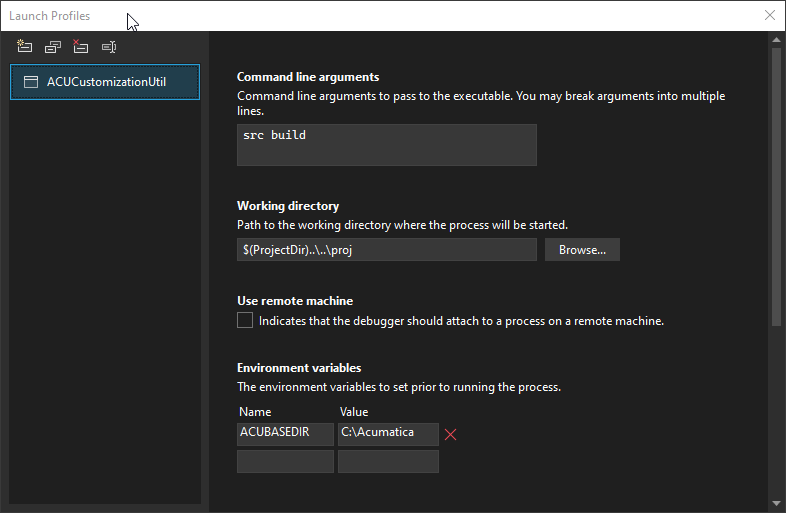 Launch Profiles
ACUCustomizationUtil
Command line arguments
Command line arguments to pass to the executable. You may break arguments into multiple
lines.
src build
Working directory
Path to the working directory where the process will be started.
$(ProjectDir)..\..\proj
Browse...
Use remote machine
Indicates that the debugger should attach to a process on a remote machine.
Environment variables
The environment variables to set prior to running the process.
Name Value
ACUBASEDIR C:\Acumatica